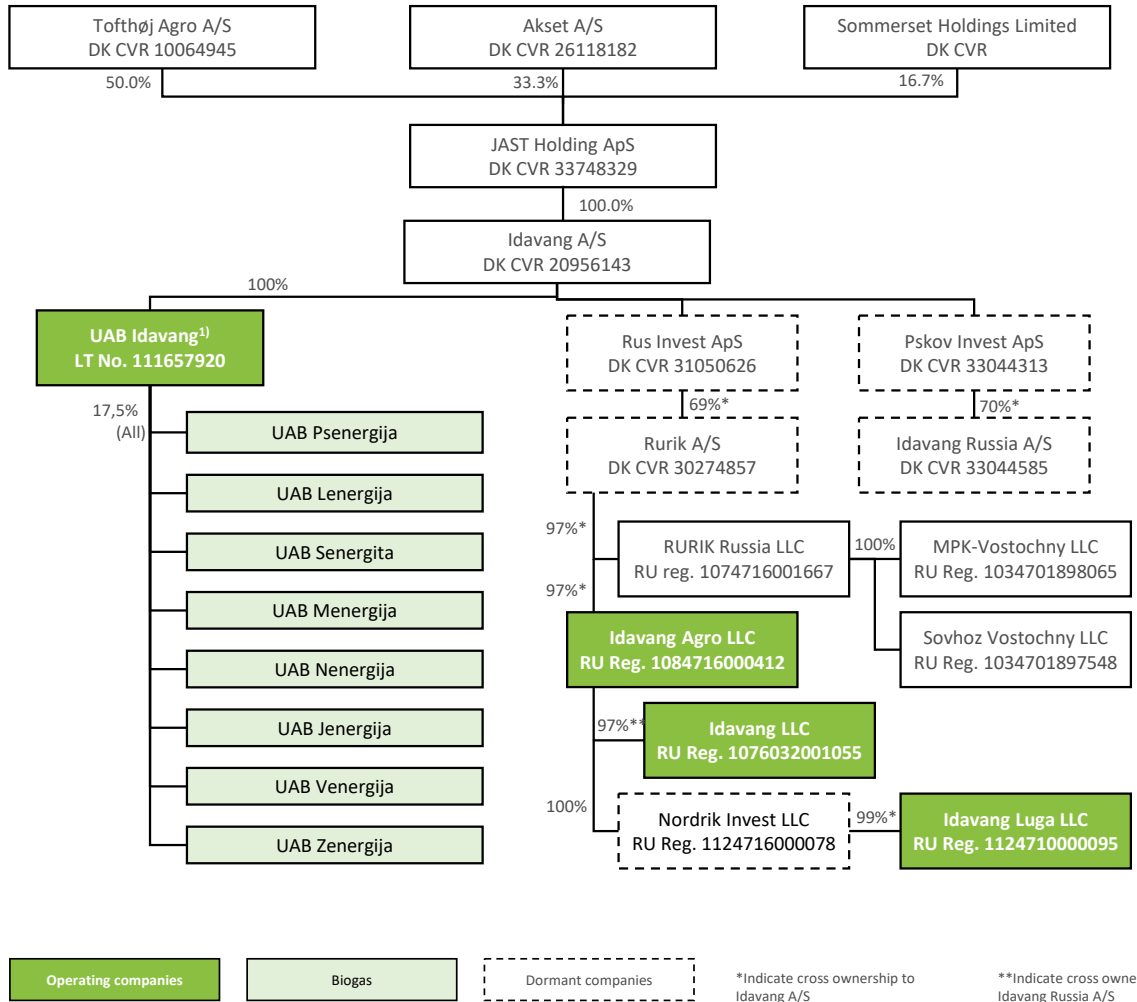 Tofthøj Agro A/S
DK CVR 10064945
Akset A/S
DK CVR 26118182
Sommerset Holdings Limited
DK CVR
50.0%
33.3%
16.7%
JAST Holding ApS
DK CVR 33748329
100.0%
Idavang A/S
DK CVR 20956143
100%
UAB Idavang1)
LT No. 111657920
Rus Invest ApS
DK CVR 31050626
Pskov Invest ApS
DK CVR 33044313
17,5%
(All)
69%*
70%*
UAB Psenergija
Rurik A/S
DK CVR 30274857
Idavang Russia A/S
DK CVR 33044585
UAB Lenergija
UAB Senergita
UAB Menergija
UAB Nenergija
UAB Jenergija
UAB Venergija
UAB Zenergija
97%*
RURIK Russia LLC
RU reg. 1074716001667
100%
MPK-Vostochny LLC
RU Reg. 1034701898065
97%*
Idavang Agro LLC
RU Reg. 1084716000412
Sovhoz Vostochny LLC
RU Reg. 1034701897548
97%**
Idavang LLC
RU Reg. 1076032001055
100%
Nordrik Invest LLC
RU Reg. 1124716000078
99%*
Idavang Luga LLC
RU Reg. 1124710000095
Operating companies
Biogas
Dormant companies
*Indicate cross ownership to
Idavang A/S
**Indicate cross owne
Idavang Russia A/S